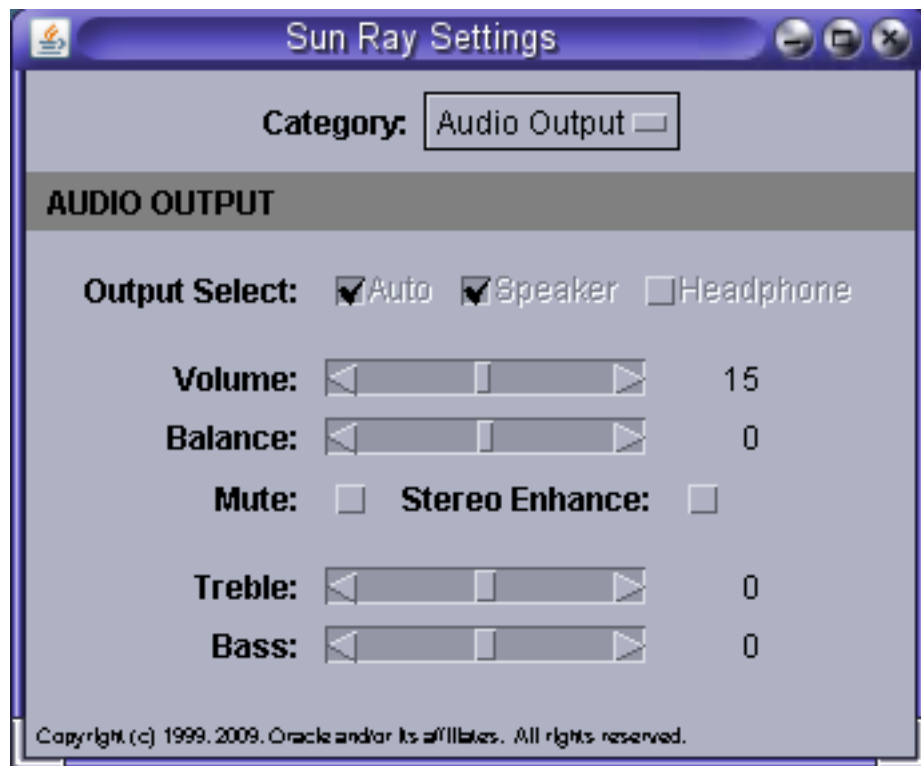 Sun Ray Settings
Category: Audio Output
AUDIO OUTPUT
Output Select: Auto Speaker Headphone
Volume: 15
Balance: 0
Mute: Stereo Enhance:
Treble: 0
Bass: 0
Copyright (c) 1999, 2009, Oracle and/or its affiliates. All rights reserved.